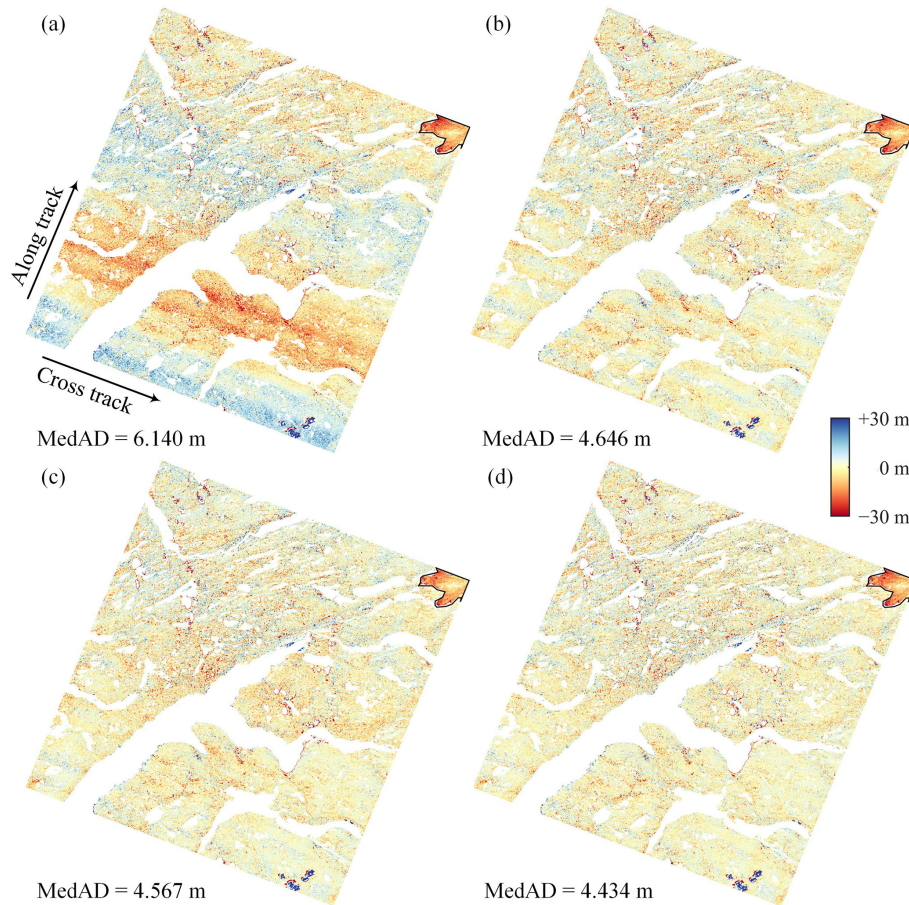 (a)
(b)
Along track
Cross track
MedAD = 6.140 m
MedAD = 4.646 m
+30 m
0 m
−30 m
(c)
(d)
MedAD = 4.567 m
MedAD = 4.434 m